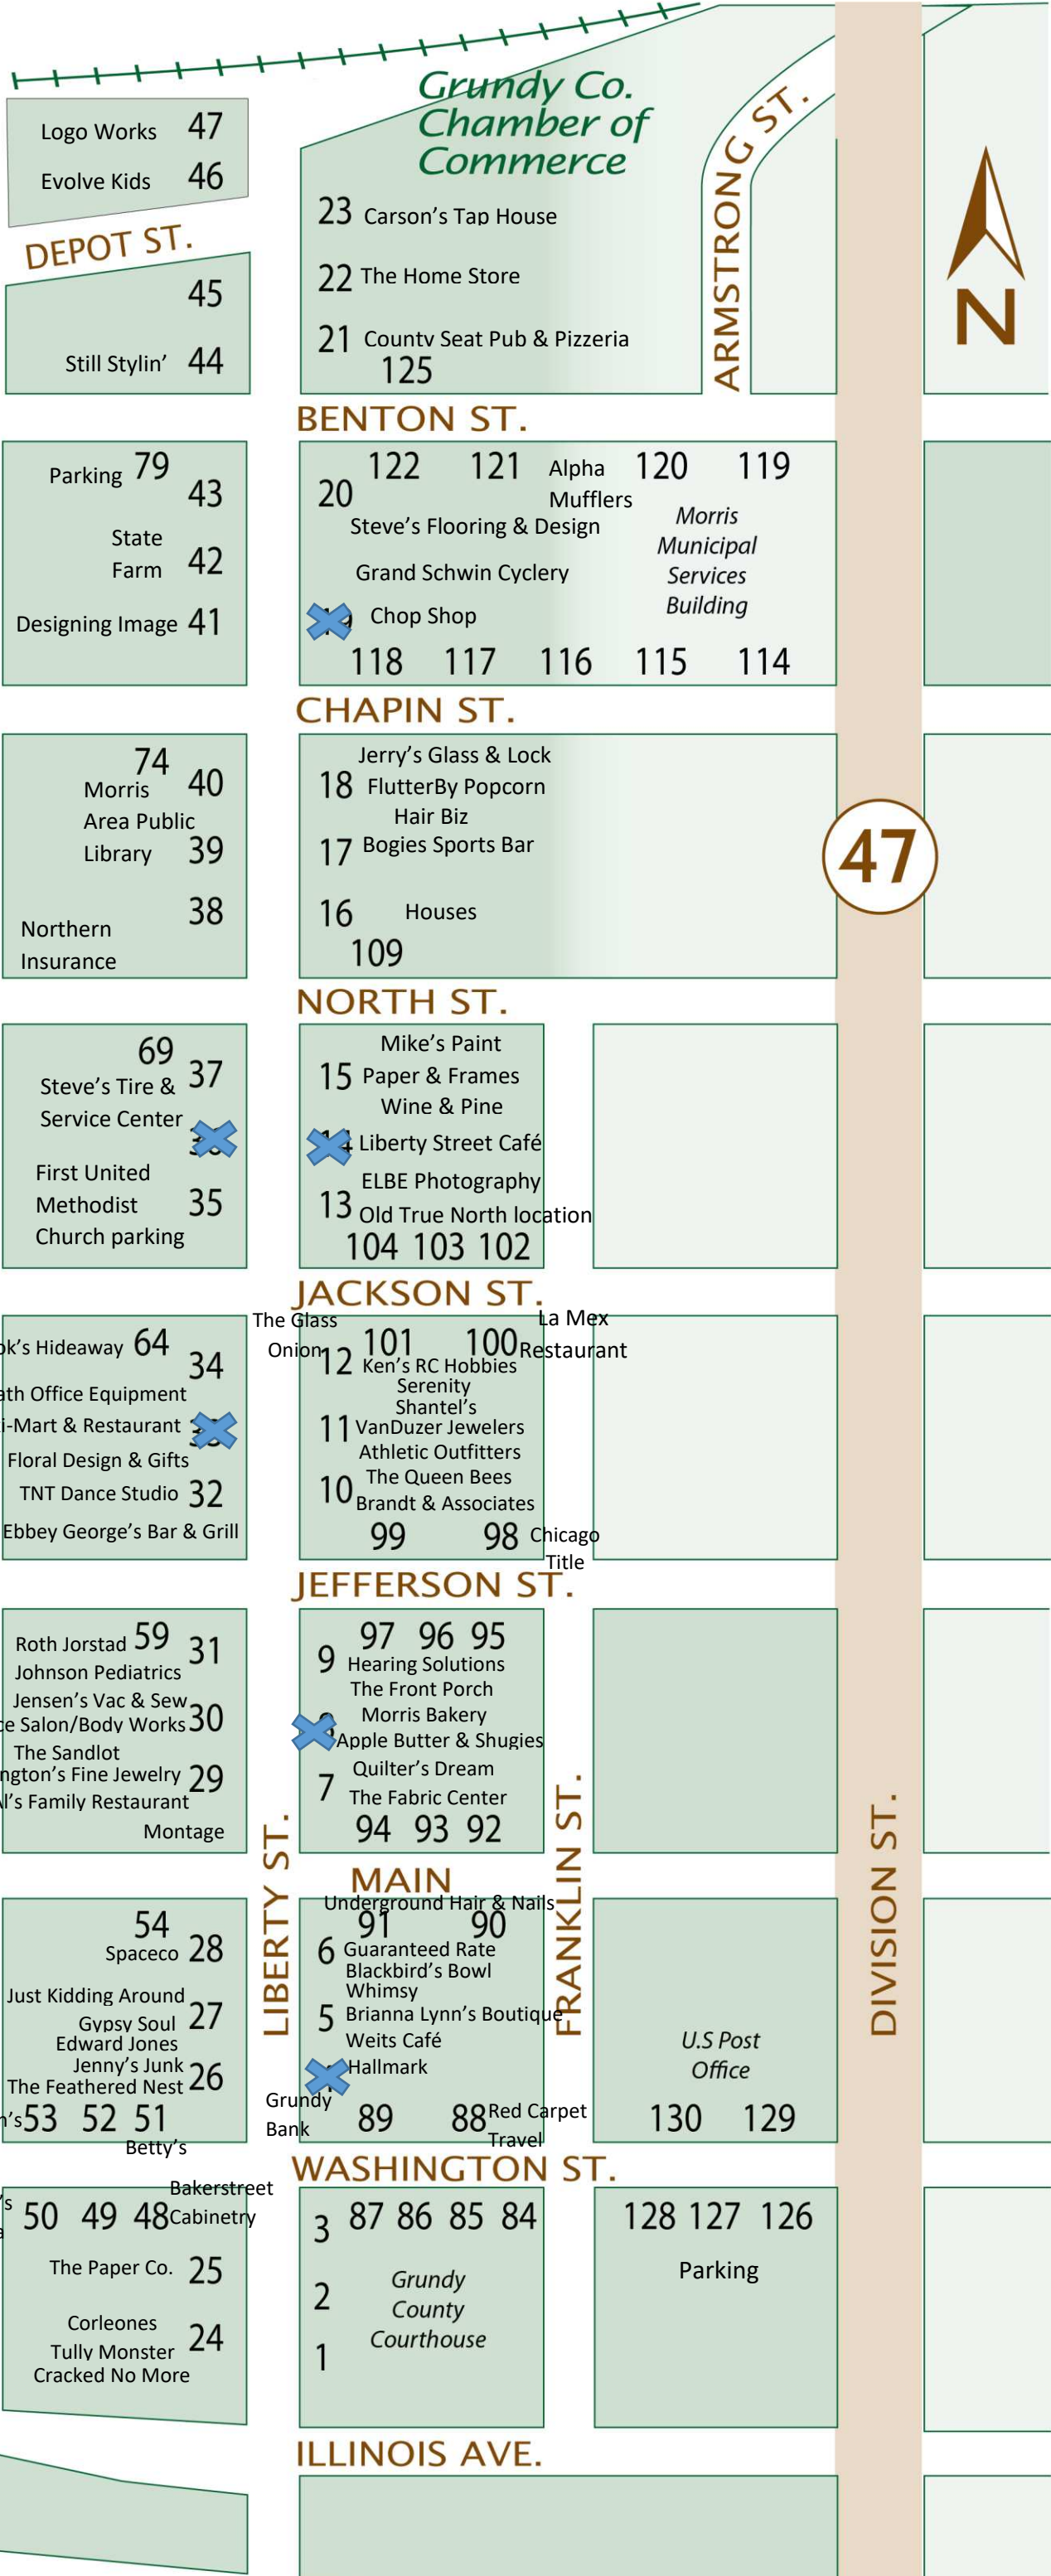 Grundy Co.
Chamber of
Commerce
Logo Works 47
Evolve Kids 46
DEPOT ST.
45
Still Stylin' 44
23 Carson's Tap House
22 The Home Store
21 County Seat Pub & Pizzeria
125
ARMSTRONG ST.
N
BENTON ST.
Parking 79
43
State
Farm 42
Designing Image 41
122 121 Alpha 120 119
Mufflers
20
Steve's Flooring & Design
Grand Schwin Cyclery
Chop Shop
Morris
Municipal
Services
Building
118 117 116 115 114
CHAPIN ST.
74
Morris 40
Area Public
Library 39
38
Northern
Insurance
Jerry's Glass & Lock
18 FlutterBy Popcorn
Hair Biz
17 Bogies Sports Bar
16 Houses
109
47
NORTH ST.
69
Steve's Tire & 37
Service Center
First United
Methodist 35
Church parking
Mike's Paint
15 Paper & Frames
Wine & Pine
Liberty Street Café
ELBE Photography
13 Old True North location
104 103 102
JACKSON ST.
The Glass
Onion
La Mex
Restaurant
k's Hideaway 64
34
ath Office Equipment
i-Mart & Restaurant
Floral Design & Gifts
TNT Dance Studio 32
Ebbey George's Bar & Grill
101 100
12 Ken's RC Hobbies
Serenity
Shantel's
11 VanDuzer Jewelers
Athletic Outfitters
The Queen Bees
10 Brandt & Associates
99 98 Chicago
Title
JEFFERSON ST.
Roth Jorstad 59 31
Johnson Pediatrics
Jensen's Vac & Sew
ce Salon/Body Works 30
The Sandlot
ngton's Fine Jewelry 29
l's Family Restaurant
Montage
97 96 95
9 Hearing Solutions
The Front Porch
Morris Bakery
Apple Butter & Shugies
Quilter's Dream
7 The Fabric Center
94 93 92
LIBERTY ST.
FRANKLIN ST.
DIVISION ST.
MAIN
Underground Hair & Nails
54
Spaceco 28
Just Kidding Around
Gypsy Soul 27
Edward Jones
Jenny's Junk
The Feathered Nest 26
n's 53 52 51
Betty's
91 90
6 Guaranteed Rate
Blackbird's Bowl
Whimsy
5 Brianna Lynn's Boutique
Weits Café
Hallmark
Grundy
Bank
89 88 Red Carpet
Travel
U.S Post
Office
130 129
WASHINGTON ST.
Bakerstreet
's 50 49 48 Cabinetry
The Paper Co. 25
Corleones
Tully Monster 24
Cracked No More
3 87 86 85 84
2 Grundy
County
Courthouse
1
128 127 126
Parking
ILLINOIS AVE.